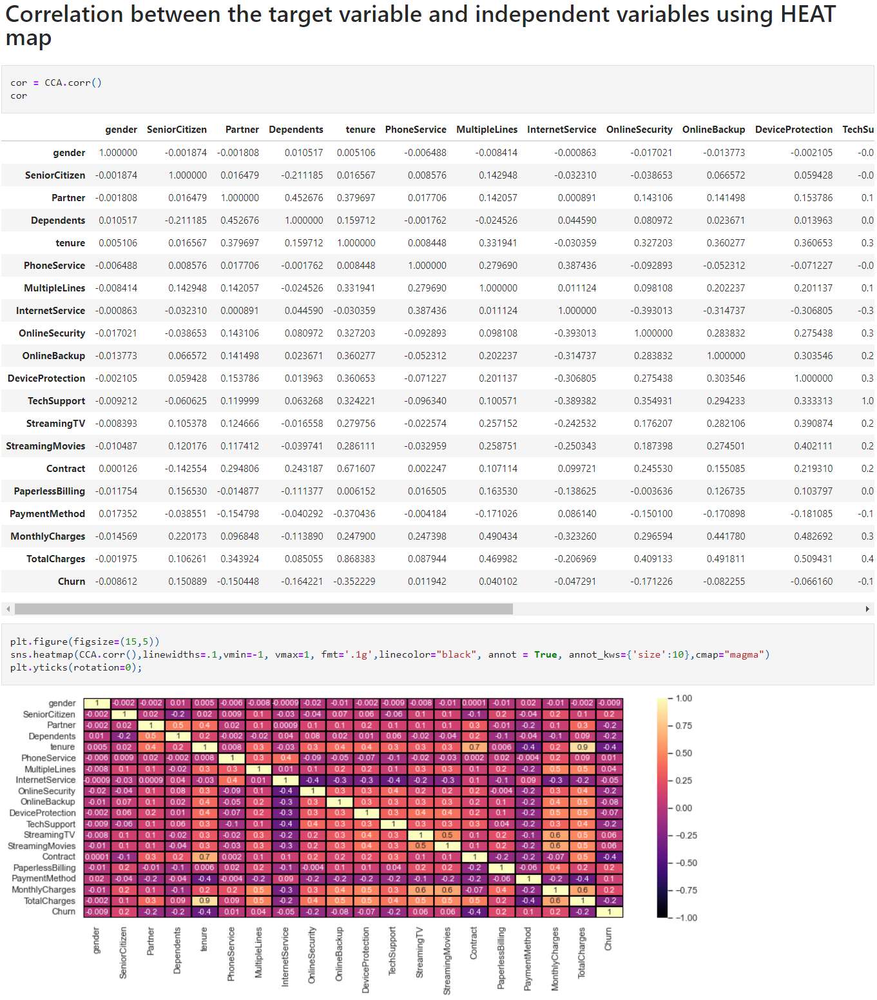 Correlation between the target variable and independent variables using HEAT
map
cor = CCA.corr()
cor
gender SeniorCitizen Partner Dependents tenure PhoneService MultipleLines InternetService OnlineSecurity OnlineBackup DeviceProtection TechSu
gender 1.000000 -0.001874 -0.001808 0.010517 0.005106 -0.006488 -0.008414 -0.000863 -0.017021 -0.013773 -0.002105 -0.0
SeniorCitizen -0.001874 1.000000 0.016479 -0.211185 0.016567 0.008576 0.142948 -0.032310 -0.038653 0.066572 0.059428 -0.0
Partner -0.001808 0.016479 1.000000 0.452676 0.379697 0.017706 0.142057 0.000891 0.143106 0.141498 0.153786 0.1
Dependents 0.010517 -0.211185 0.452676 1.000000 0.159712 -0.001762 -0.024526 0.044590 0.080972 0.023671 0.013963 0.0
tenure 0.005106 0.016567 0.379697 0.159712 1.000000 0.008448 0.331941 -0.030359 0.327203 0.360277 0.360653 0.3
PhoneService -0.006488 0.008576 0.017706 -0.001762 0.008448 1.000000 0.279690 0.387436 -0.092893 -0.052312 -0.071227 -0.0
MultipleLines -0.008414 0.142948 0.142057 -0.024526 0.331941 0.279690 1.000000 0.011124 0.098108 0.202237 0.201137 0.1
InternetService -0.000863 -0.032310 0.000891 0.044590 -0.030359 0.387436 0.011124 1.000000 -0.393013 -0.314737 -0.306805 -0.3
OnlineSecurity -0.017021 -0.038653 0.143106 0.080972 0.327203 -0.092893 0.098108 -0.393013 1.000000 0.283832 0.275438 0.3
OnlineBackup -0.013773 0.066572 0.141498 0.023671 0.360277 -0.052312 0.202237 -0.314737 0.283832 1.000000 0.303546 0.2
DeviceProtection -0.002105 0.059428 0.153786 0.013963 0.360653 -0.071227 0.201137 -0.306805 0.275438 0.303546 1.000000 0.3
TechSupport -0.009212 -0.060625 0.119999 0.063268 0.324221 -0.096340 0.100571 -0.389382 0.354931 0.294233 0.333313 1.0
StreamingTV -0.008393 0.105378 0.124666 -0.016558 0.279756 -0.022574 0.257152 -0.242532 0.176207 0.282106 0.390874 0.2
StreamingMovies -0.010487 0.120176 0.117412 -0.039741 0.286111 -0.032959 0.258751 -0.250343 0.187398 0.274501 0.402111 0.2
Contract 0.000126 -0.142554 0.294806 0.243187 0.671607 0.002247 0.107114 0.099721 0.245530 0.155085 0.219310 0.2
PaperlessBilling -0.011754 0.156530 -0.014877 -0.111377 0.006152 0.016505 0.163530 -0.138625 -0.003636 0.126735 0.103797 0.0
PaymentMethod 0.017352 -0.038551 -0.154798 -0.040292 -0.370436 -0.004184 -0.171026 0.086140 -0.150100 -0.170898 -0.181085 -0.1
MonthlyCharges -0.014569 0.220173 0.096848 -0.113890 0.247900 0.247398 0.490434 -0.323260 0.296594 0.441780 0.482692 0.3
TotalCharges -0.001975 0.106261 0.343924 0.085055 0.868383 0.087944 0.469982 -0.206969 0.409133 0.491811 0.509431 0.4
Churn -0.008612 0.150889 -0.150448 -0.164221 -0.352229 0.011942 0.040102 -0.047291 -0.171226 -0.082255 -0.066160 -0.1
plt.figure(figsize=(15,5))
sns.heatmap(CCA.corr(),linewidths=.1,vmin=-1, vmax=1, fmt='.1g',linecolor="black", annot = True, annot_kws={'size':10},cmap="magma")
plt.yticks(rotation=0);
gender 1 -0.002 -0.002 0.01 0.005 -0.006 -0.008 -0.0009 -0.02 -0.01 -0.002 -0.009 -0.008 -0.01 0.0001 -0.01 0.02 -0.01 -0.002 -0.009
SeniorCitizen -0.002 1 0.02 -0.2 0.02 0.009 0.1 -0.03 -0.04 0.07 0.06 -0.06 0.1 0.1 -0.1 0.2 -0.04 0.2 0.1 0.2
Partner -0.002 0.02 1 0.5 0.4 0.02 0.1 0.0009 0.1 0.1 0.2 0.1 0.1 0.1 0.3 -0.01 -0.2 0.1 0.3 -0.2
Dependents 0.01 -0.2 0.5 1 0.2 -0.002 -0.02 0.04 0.08 0.02 0.01 0.06 -0.02 -0.04 0.2 -0.1 -0.04 -0.1 0.09 -0.2
tenure 0.005 0.02 0.4 0.2 1 0.008 0.3 -0.03 0.3 0.4 0.4 0.3 0.3 0.3 0.7 0.006 -0.4 0.2 0.9 -0.4
PhoneService -0.006 0.009 0.02 -0.002 0.008 1 0.3 0.4 -0.09 -0.05 -0.07 -0.1 -0.02 -0.03 0.002 0.02 -0.004 0.2 0.09 0.01
MultipleLines -0.008 0.1 0.1 -0.02 0.3 0.3 1 0.01 0.1 0.2 0.2 0.1 0.3 0.3 0.1 0.2 -0.2 0.5 0.5 0.04
InternetService -0.0009 -0.03 0.0009 0.04 -0.03 0.4 0.01 1 -0.4 -0.3 -0.3 -0.4 -0.2 -0.3 0.1 -0.1 0.09 -0.3 -0.2 -0.05
OnlineSecurity -0.02 -0.04 0.1 0.08 0.3 -0.09 0.1 -0.4 1 0.3 0.3 0.4 0.2 0.2 0.2 -0.004 -0.2 0.3 0.4 -0.2
OnlineBackup -0.01 0.07 0.1 0.02 0.4 -0.05 0.2 -0.3 0.3 1 0.3 0.3 0.3 0.3 0.2 0.1 -0.2 0.4 0.5 -0.08
DeviceProtection -0.002 0.06 0.2 0.01 0.4 -0.07 0.2 -0.3 0.3 0.3 1 0.3 0.4 0.4 0.2 0.1 -0.2 0.5 0.5 -0.07
TechSupport -0.009 -0.06 0.1 0.06 0.3 -0.1 0.1 -0.4 0.4 0.3 0.3 1 0.3 0.3 0.3 0.04 -0.2 0.3 0.4 -0.2
StreamingTV -0.008 0.1 0.1 -0.02 0.3 -0.02 0.3 -0.2 0.2 0.3 0.4 0.3 1 0.5 0.1 0.2 -0.1 0.6 0.5 0.06
StreamingMovies -0.01 0.1 0.1 -0.04 0.3 -0.03 0.3 -0.3 0.2 0.3 0.4 0.3 0.5 1 0.1 0.2 -0.2 0.6 0.5 0.06
Contract 0.0001 -0.1 0.3 0.2 0.7 0.002 0.1 0.1 0.2 0.2 0.2 0.3 0.1 0.1 1 -0.2 -0.2 -0.07 0.5 -0.4
PaperlessBilling -0.01 0.2 -0.01 -0.1 0.006 0.02 0.2 -0.1 -0.004 0.1 0.1 0.04 0.2 0.2 -0.2 1 -0.06 0.4 0.2 0.2
PaymentMethod 0.02 -0.04 -0.2 -0.04 -0.4 -0.004 -0.2 0.09 -0.2 -0.2 -0.2 -0.2 -0.1 -0.2 -0.2 -0.06 1 -0.2 -0.4 0.1
MonthlyCharges -0.01 0.2 0.1 -0.1 0.2 0.2 0.5 -0.3 0.3 0.4 0.5 0.3 0.6 0.6 -0.07 0.4 -0.2 1 0.6 0.2
TotalCharges -0.002 0.1 0.3 0.09 0.9 0.09 0.5 -0.2 0.4 0.5 0.5 0.4 0.5 0.5 0.5 0.2 -0.4 0.6 1 -0.2
Churn -0.009 0.2 -0.2 -0.2 -0.4 0.01 0.04 -0.05 -0.2 -0.08 -0.07 -0.2 0.06 0.06 -0.4 0.2 0.1 0.2 -0.2 1
gender SeniorCitizen Partner Dependents tenure PhoneService MultipleLines InternetService OnlineSecurity OnlineBackup DeviceProtection TechSupport StreamingTV StreamingMovies Contract PaperlessBilling PaymentMethod MonthlyCharges TotalCharges Churn
1.00
0.75
0.50
0.25
0.00
−0.25
−0.50
−0.75
−1.00